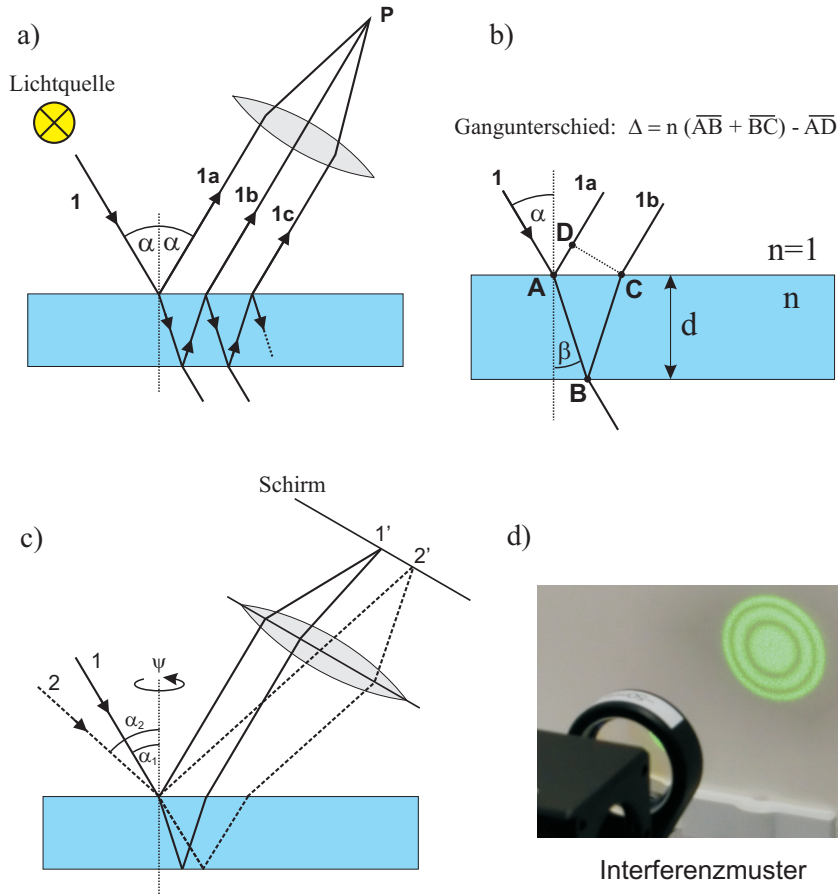 a)
P
Lichtquelle
1
1a
1b
1c
α α
b)
Gangunterschied: Δ = n (AB + BC) - AD
1
1a
1b
α
D
n=1
A
C
n
d
β
B
c)
Schirm
1'
2'
1
2
ψ
α₂
α₁
d)
Interferenzmuster